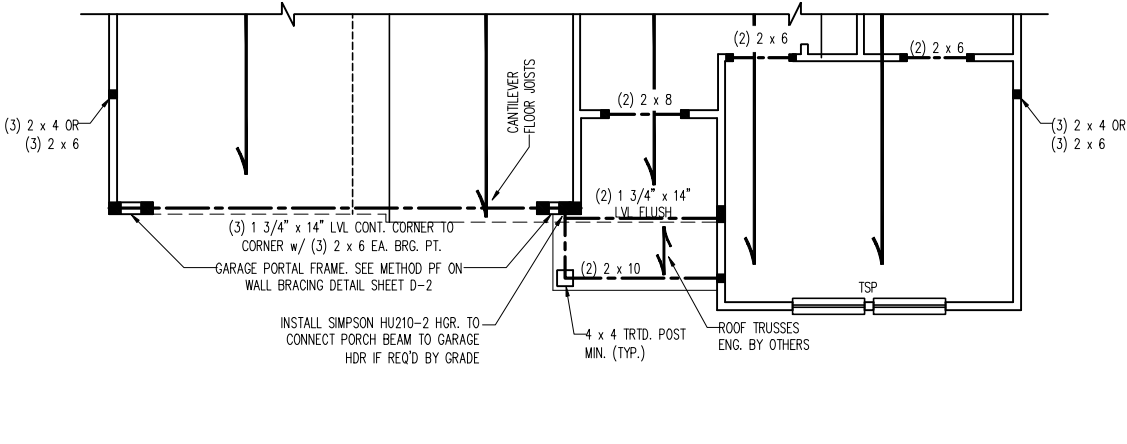 (2) 2 x 6
(2) 2 x 6
CANTILEVER
FLOOR JOISTS
(2) 2 x 8
(3) 2 x 4 OR
(3) 2 x 6
(3) 2 x 4 OR
(3) 2 x 6
(2) 1 3/4" x 14"
LVL FLUSH
(3) 1 3/4" x 14" LVL CONT. CORNER TO
CORNER w/ (3) 2 x 6 EA. BRG. PT.
GARAGE PORTAL FRAME. SEE METHOD PF ON
WALL BRACING DETAIL SHEET D-2
(2) 2 x 10
TSP
INSTALL SIMPSON HU210-2 HGR. TO
CONNECT PORCH BEAM TO GARAGE
HDR IF REQ'D BY GRADE
4 x 4 TRTD. POST
MIN. (TYP.)
ROOF TRUSSES
ENG. BY OTHERS